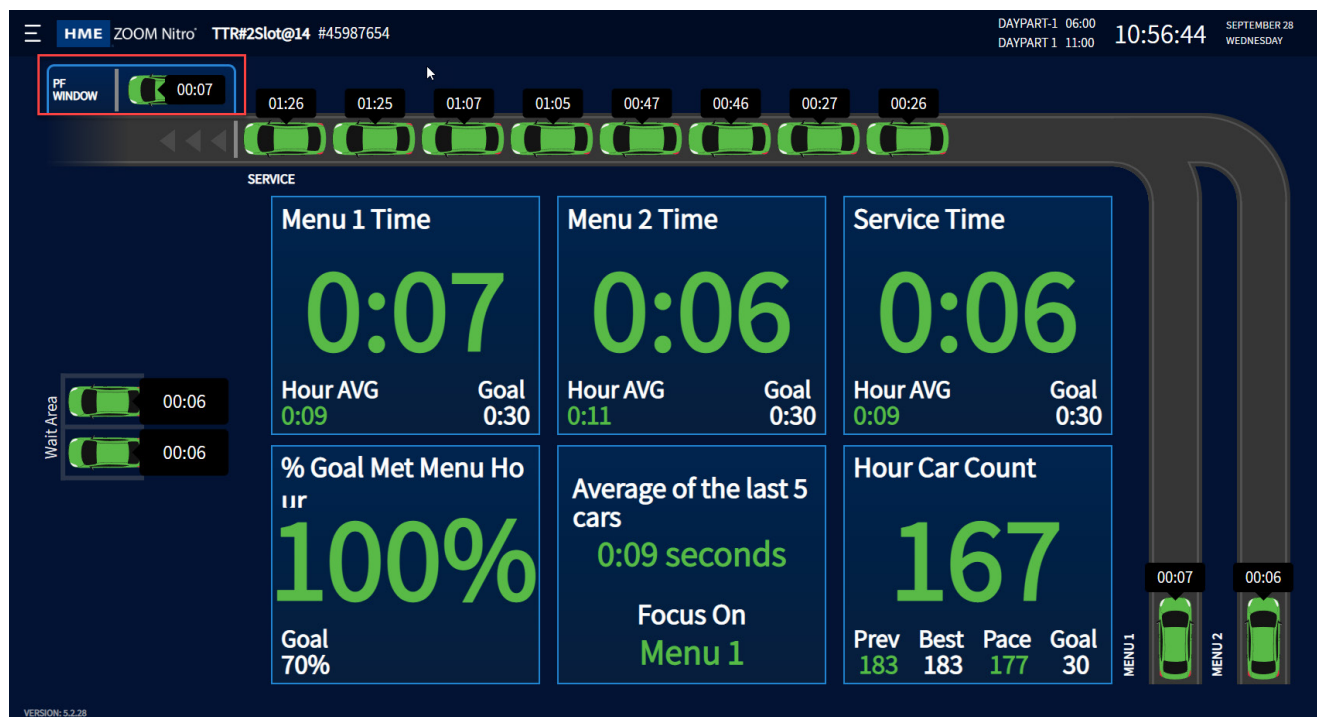 HME ZOOM Nitro® TTR#2Slot@14 #45987654
DAYPART-1 06:00
DAYPART 1 11:00
10:56:44
SEPTEMBER 28
WEDNESDAY
PF
WINDOW
00:07
01:26 01:25 01:07 01:05 00:47 00:46 00:27 00:26
SERVICE
Menu 1 Time
0:07
Hour AVG Goal
0:09 0:30
Menu 2 Time
0:06
Hour AVG Goal
0:11 0:30
Service Time
0:06
Hour AVG Goal
0:09 0:30
Wait Area
00:06
00:06
% Goal Met Menu Ho
ur
100%
Goal
70%
Average of the last 5
cars
0:09 seconds
Focus On
Menu 1
Hour Car Count
167
Prev Best Pace Goal
183 183 177 30
00:07 00:06
MENU 1
MENU 2
VERSION: 5.2.28